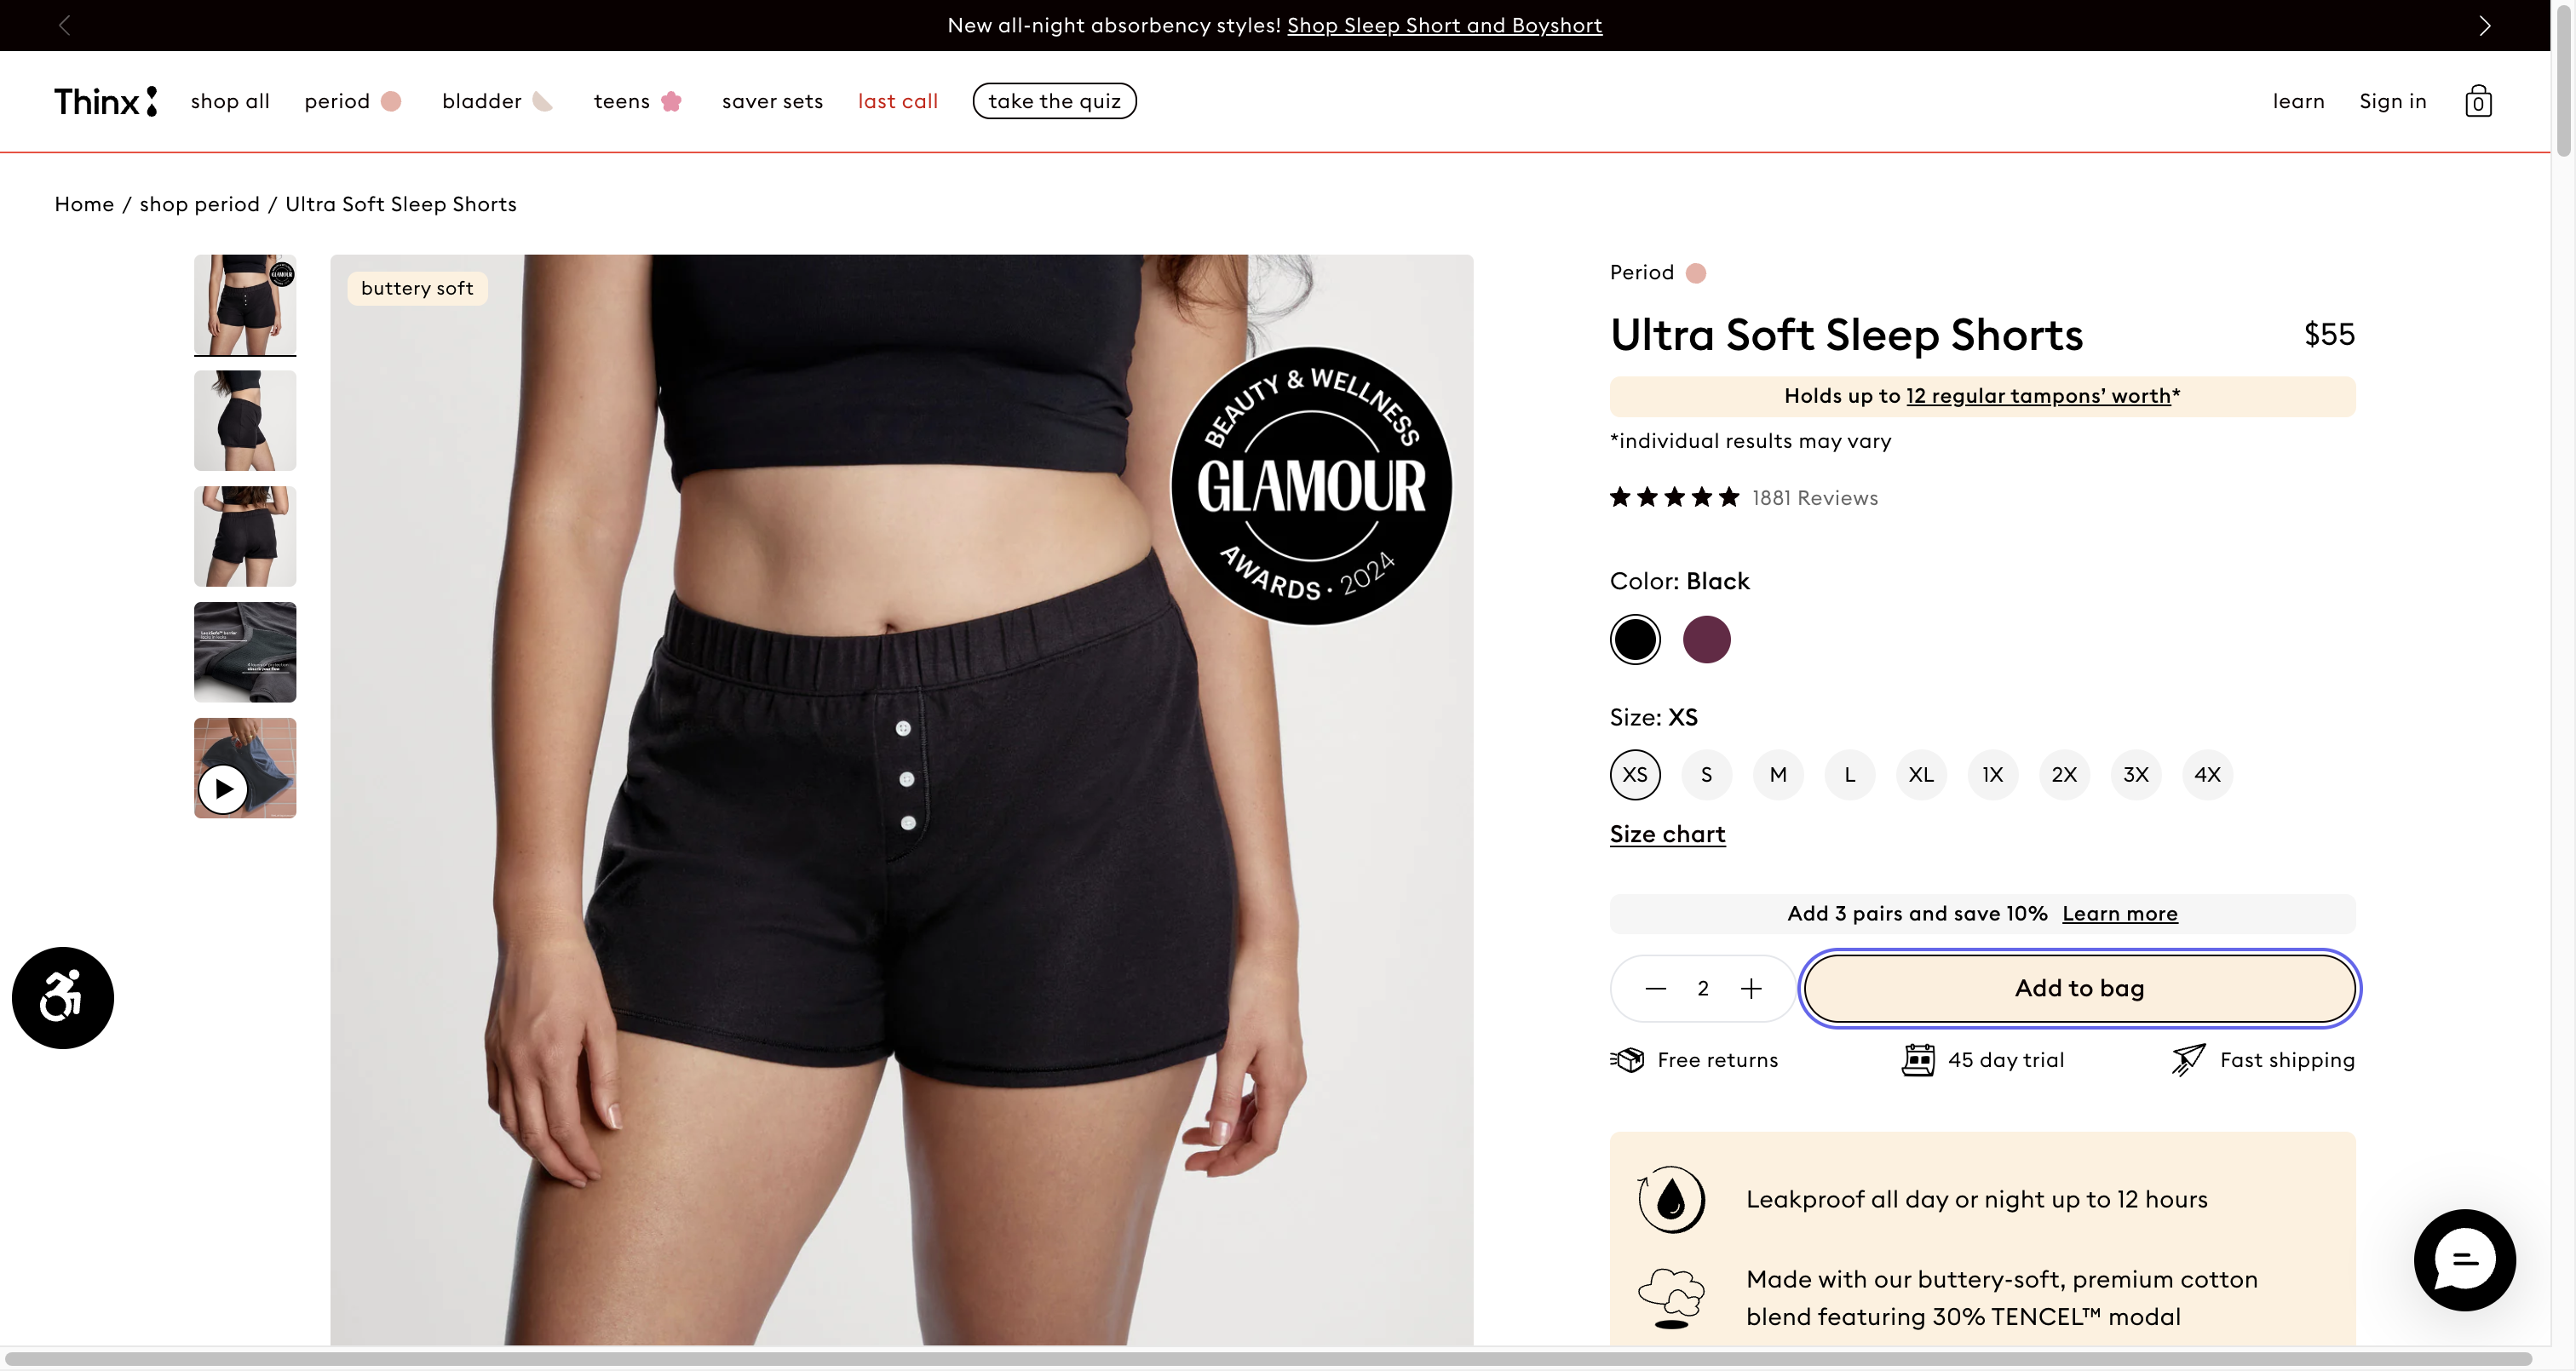 New all-night absorbency styles! Shop Sleep Short and Boyshort
Thinx
shop all
period
bladder
teens
saver sets
last call
take the quiz
learn
Sign in
0
Home / shop period / Ultra Soft Sleep Shorts
GLAMOUR
buttery soft
BEAUTY & WELLNESS
GLAMOUR
AWARDS · 2024
Period
Ultra Soft Sleep Shorts
$55
Holds up to 12 regular tampons’ worth*
*individual results may vary
1881 Reviews
Color: Black
Size: XS
XS
S
M
L
XL
1X
2X
3X
4X
Size chart
Add 3 pairs and save 10% Learn more
2
Add to bag
Free returns
45 day trial
Fast shipping
Leakproof all day or night up to 12 hours
Made with our buttery-soft, premium cotton
blend featuring 30% TENCEL™ modal